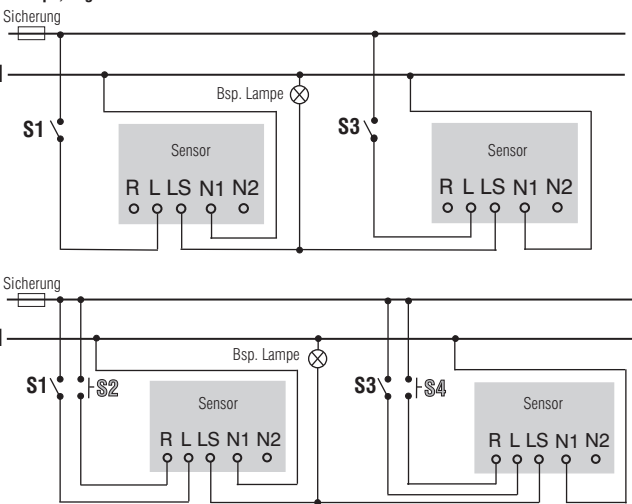 Sicherung
Bsp. Lampe
S1
S3
Sensor
Sensor
R L LS N1 N2
R L LS N1 N2
Sicherung
Bsp. Lampe
S1
S2
S3
S4
Sensor
Sensor
R L LS N1 N2
R L LS N1 N2